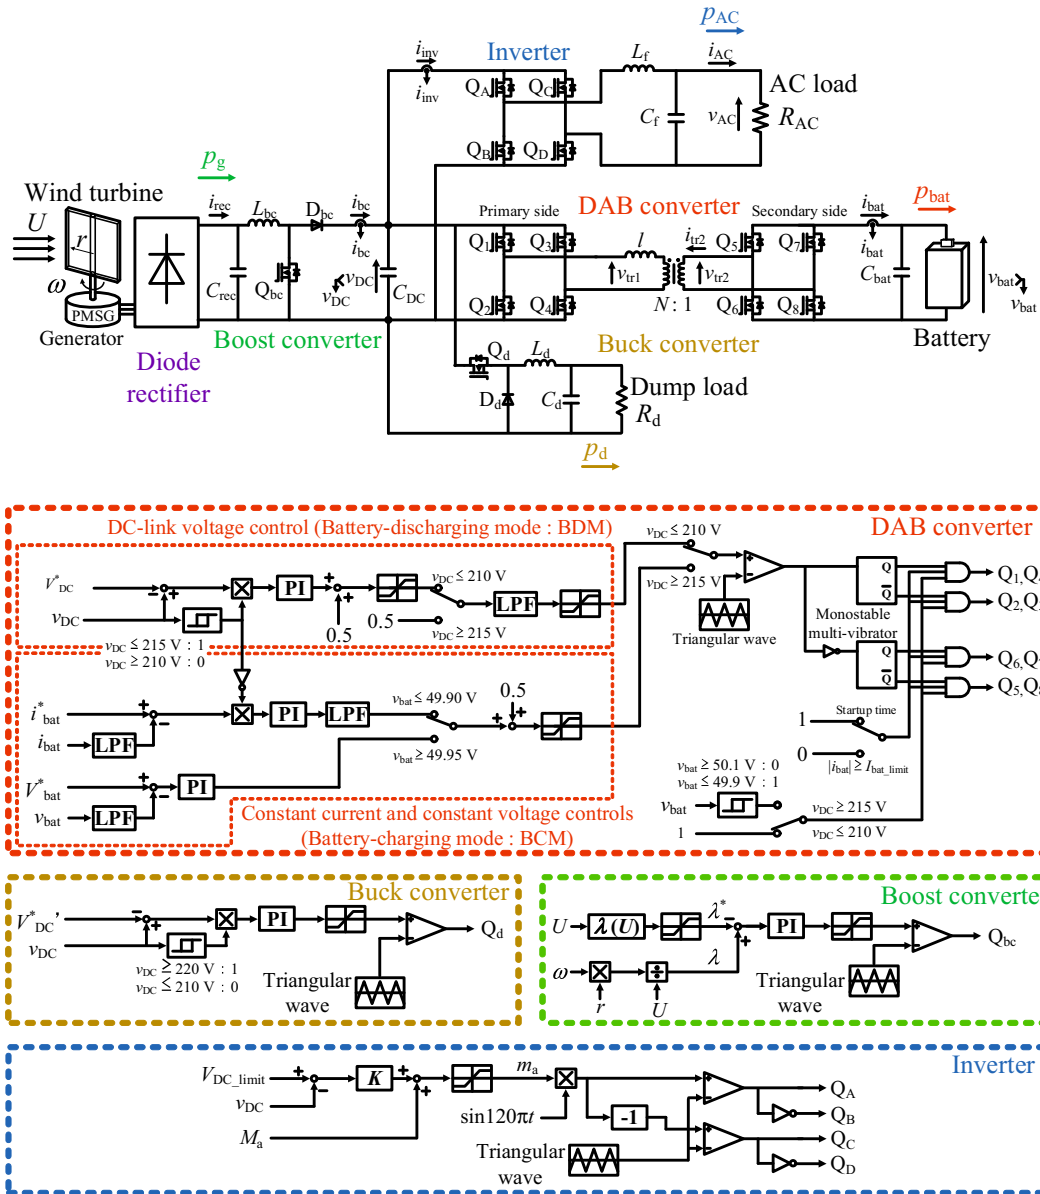 p_AC
i_inv
i_inv
Inverter
L_f
i_AC
Q_A
Q_C
AC load
C_f
v_AC
R_AC
Q_B
Q_D
p_g
Wind turbine
U
r
ω
PMSG
Generator
i_rec
L_bc
D_bc
i_bc
i_bc
C_rec
Q_bc
v_DC
v_DC
C_DC
Boost converter
Diode
rectifier
Primary side
DAB converter
Secondary side
p_bat
i_bat
i_bat
Q_1
Q_3
l
i_tr2
Q_5
Q_7
v_tr1
v_tr2
C_bat
v_bat
v_bat
Q_2
Q_4
N : 1
Q_6
Q_8
Battery
Buck converter
Q_d
L_d
Dump load
D_d
C_d
R_d
p_d
DC-link voltage control (Battery-discharging mode : BDM)
DAB converter
V*_DC
v_DC
PI
0.5
0.5
v_DC ≤ 210 V
v_DC ≥ 215 V
LPF
v_DC ≤ 215 V : 1
v_DC ≥ 210 V : 0
v_DC ≤ 210 V
v_DC ≥ 215 V
Triangular wave
Monostable
multi-vibrator
Q
Q̅
Q
Q̅
Q_1,Q
Q_2,Q
Q_6,Q
Q_5,Q
i*_bat
i_bat
LPF
PI
LPF
v_bat ≤ 49.90 V
v_bat ≥ 49.95 V
0.5
V*_bat
v_bat
LPF
PI
Constant current and constant voltage controls
(Battery-charging mode : BCM)
Startup time
1
0
|i_bat| ≥ I_bat_limit
v_bat ≥ 50.1 V : 0
v_bat ≤ 49.9 V : 1
v_bat
1
v_DC ≥ 215 V
v_DC ≤ 210 V
Buck converter
V*_DC'
v_DC
PI
Q_d
v_DC ≥ 220 V : 1
v_DC ≤ 210 V : 0
Triangular
wave
Boost converte
U
λ(U)
λ*
PI
Q_bc
ω
r
U
λ
Triangular
wave
Inverter
V_DC_limit
v_DC
K
M_a
m_a
sin120πt
-1
Triangular
wave
Q_A
Q_B
Q_C
Q_D